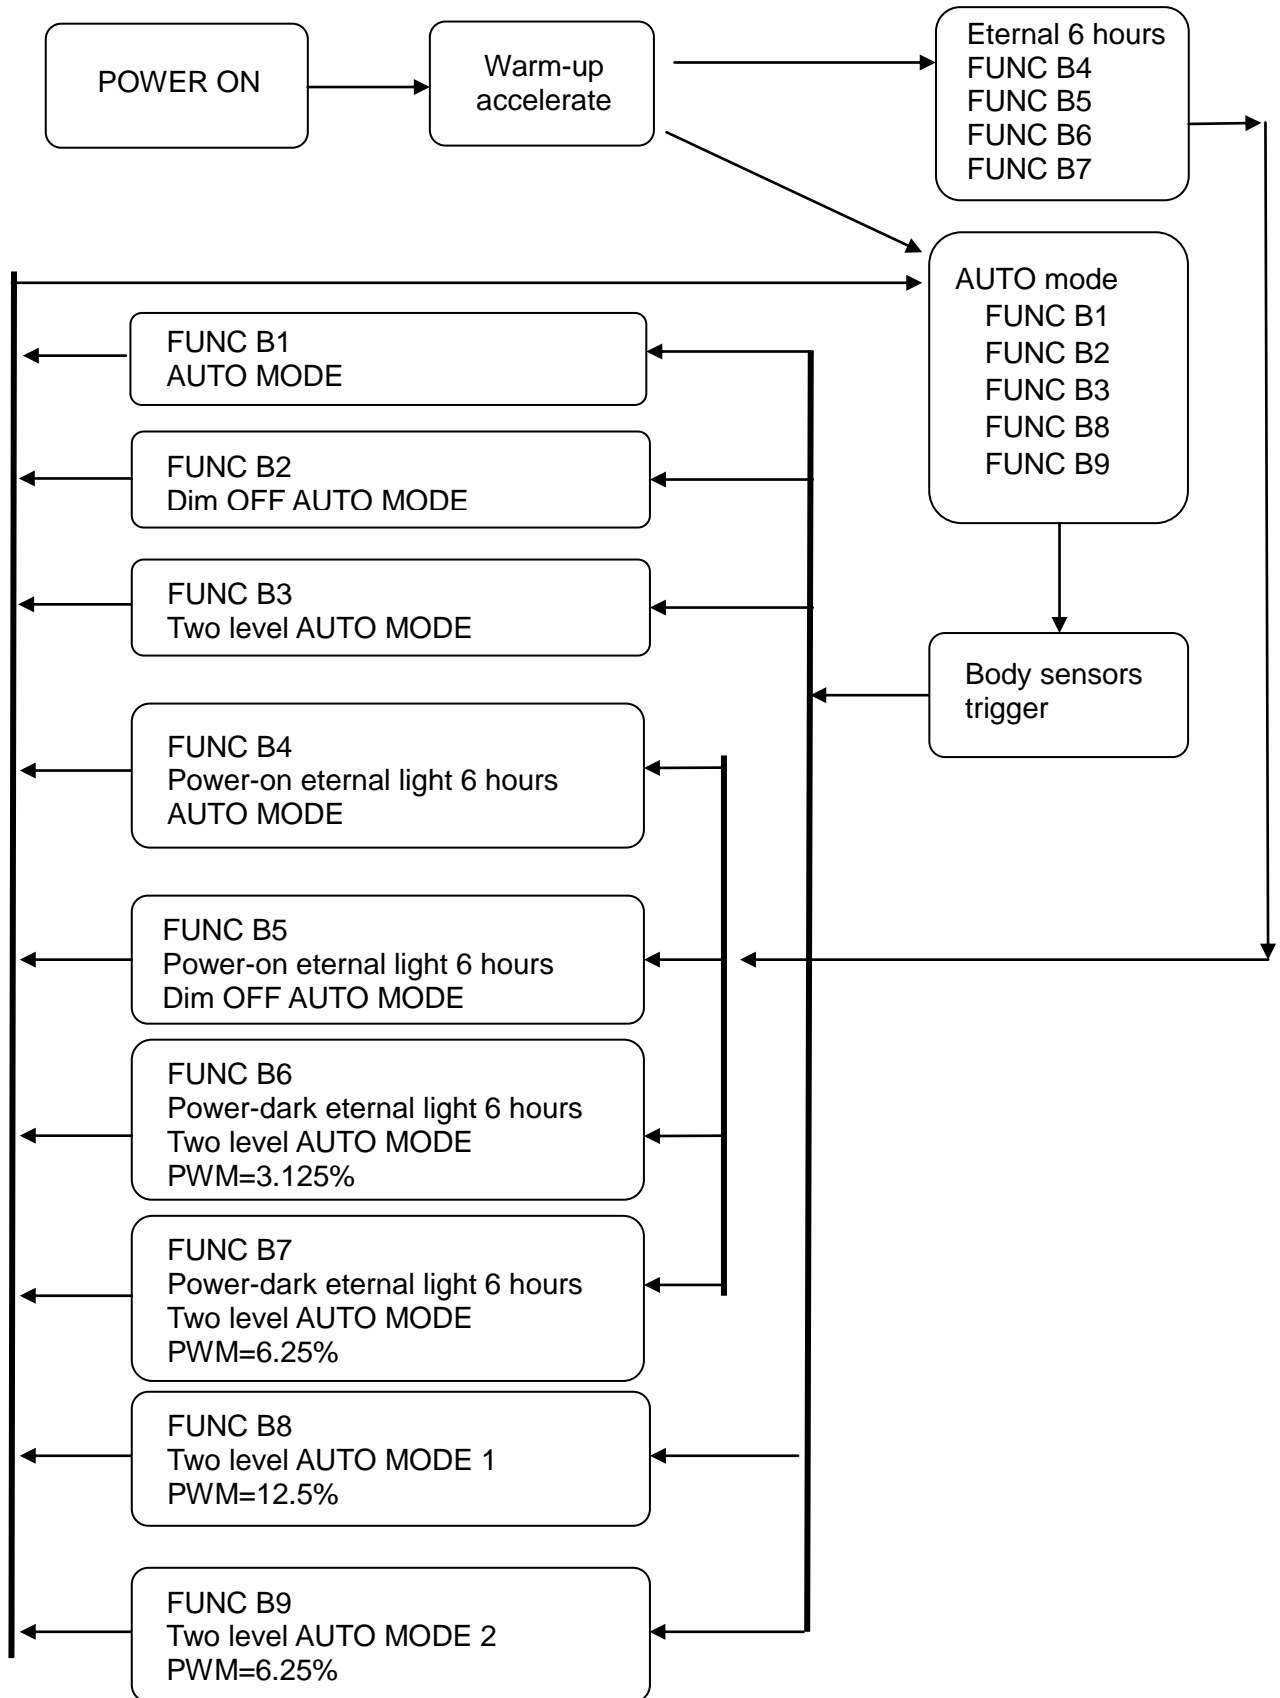 POWER ON
Warm-up
accelerate
Eternal 6 hours
FUNC B4
FUNC B5
FUNC B6
FUNC B7
AUTO mode
FUNC B1
FUNC B2
FUNC B3
FUNC B8
FUNC B9
Body sensors
trigger
FUNC B1
AUTO MODE
FUNC B2
Dim OFF AUTO MODE
FUNC B3
Two level AUTO MODE
FUNC B4
Power-on eternal light 6 hours
AUTO MODE
FUNC B5
Power-on eternal light 6 hours
Dim OFF AUTO MODE
FUNC B6
Power-dark eternal light 6 hours
Two level AUTO MODE
PWM=3.125%
FUNC B7
Power-dark eternal light 6 hours
Two level AUTO MODE
PWM=6.25%
FUNC B8
Two level AUTO MODE 1
PWM=12.5%
FUNC B9
Two level AUTO MODE 2
PWM=6.25%